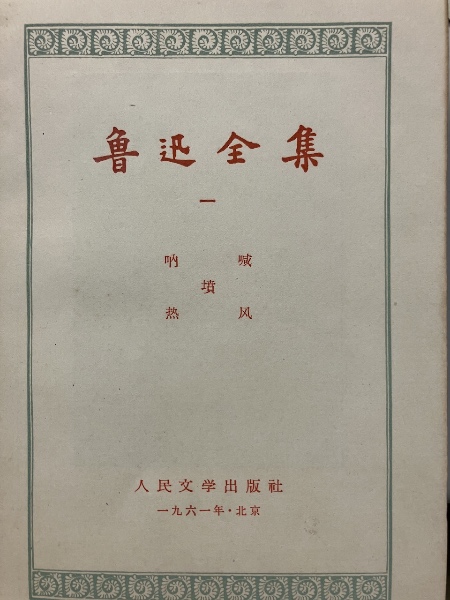 鲁迅全集
一
呐喊
墳
热风
人民文学出版社
一九六一年·北京